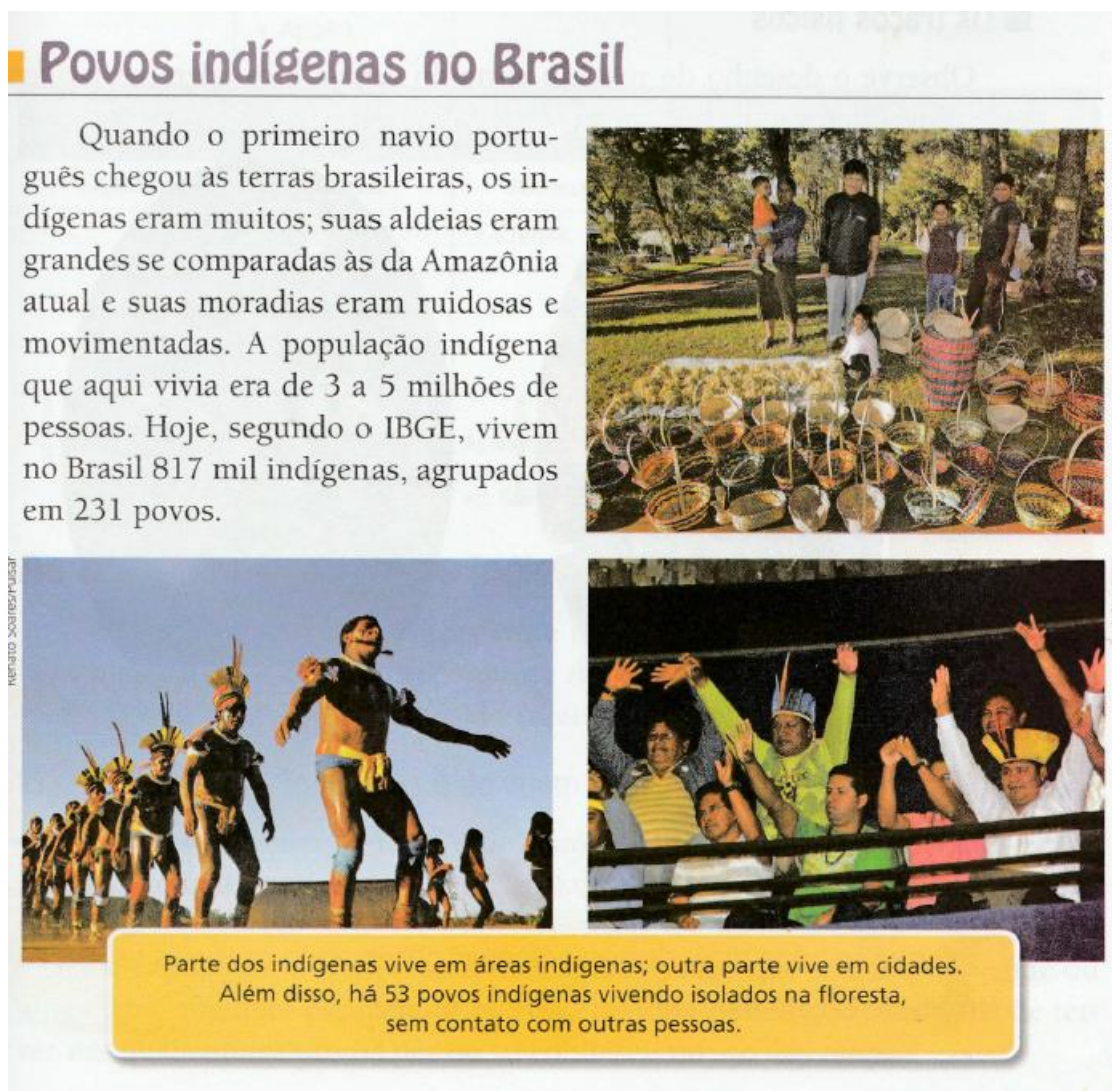 Povos indígenas no Brasil
Quando o primeiro navio portu-
guês chegou às terras brasileiras, os in-
dígenas eram muitos; suas aldeias eram
grandes se comparadas às da Amazônia
atual e suas moradias eram ruidosas e
movimentadas. A população indígena
que aqui vivia era de 3 a 5 milhões de
pessoas. Hoje, segundo o IBGE, vivem
no Brasil 817 mil indígenas, agrupados
em 231 povos.
Renato Soares/Pulsar
Parte dos indígenas vive em áreas indígenas; outra parte vive em cidades.
Além disso, há 53 povos indígenas vivendo isolados na floresta,
sem contato com outras pessoas.